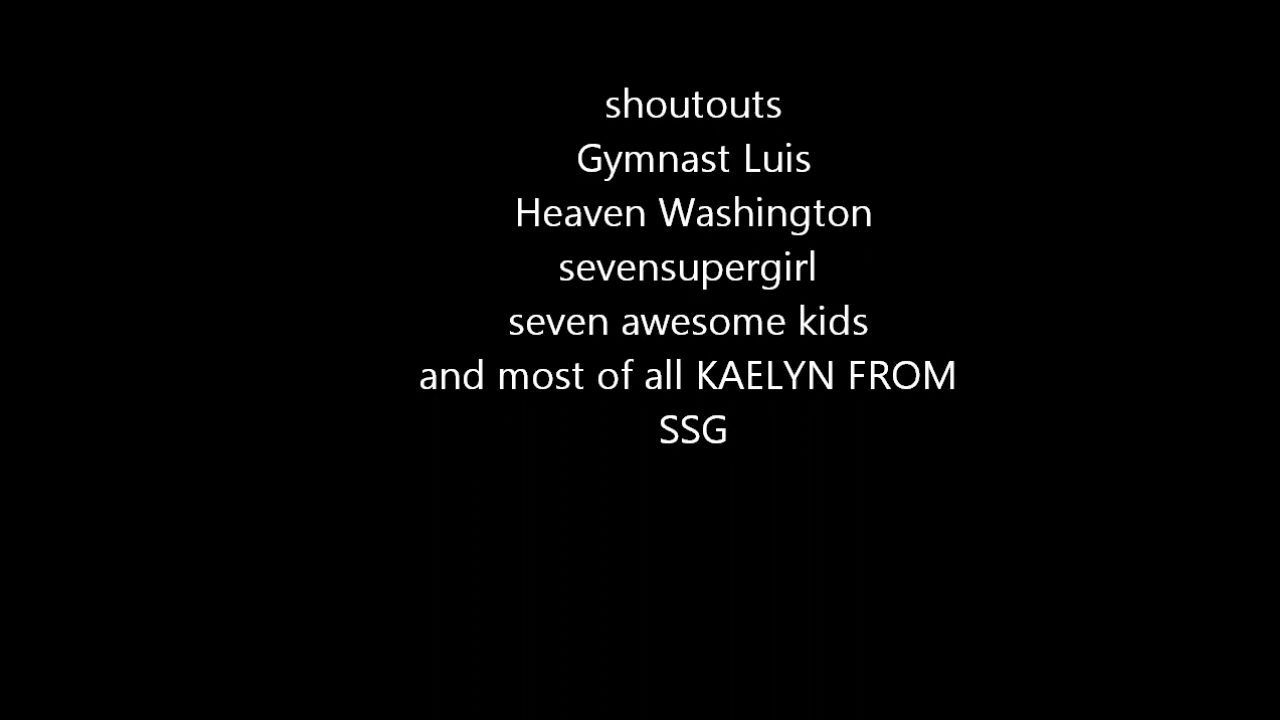 shoutouts
Gymnast Luis
Heaven Washington
sevensupergirl
seven awesome kids
and most of all KAELYN FROM
SSG